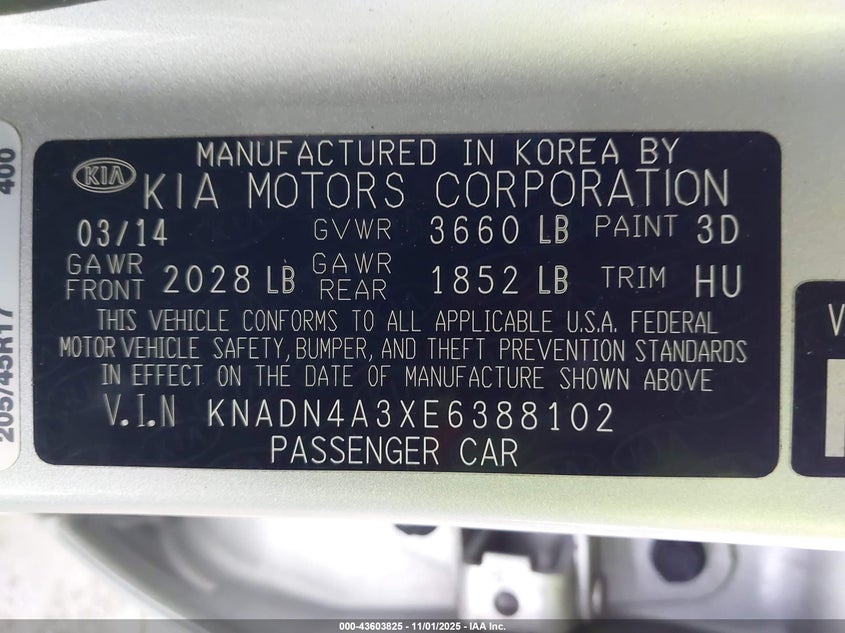 MANUFACTURED IN KOREA BY
KIA KIA MOTORS CORPORATION
03/14 GVWR 3660 LB PAINT 3D
GAWR FRONT 2028 LB GAWR REAR 1852 LB TRIM HU
THIS VEHICLE CONFORMS TO ALL APPLICABLE U.S.A. FEDERAL
MOTOR VEHICLE SAFETY, BUMPER, AND THEFT PREVENTION STANDARDS
IN EFFECT ON THE DATE OF MANUFACTURE SHOWN ABOVE
V.I.N KNADN4A3XE6388102
PASSENGER CAR
205/45R17
400
000-43603825 - 11/01/2025 - IAA Inc.